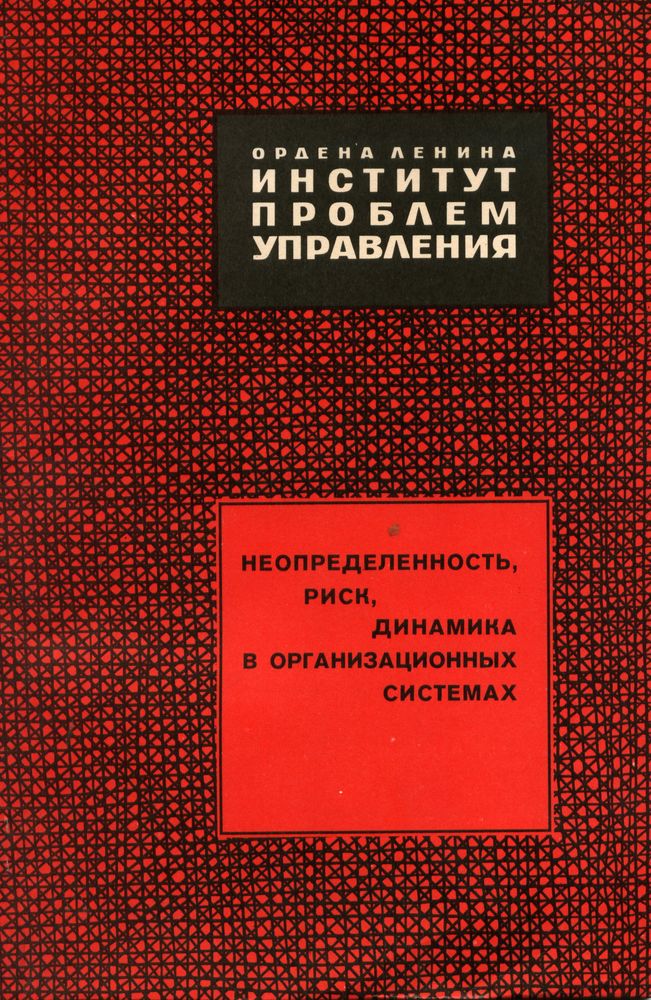 ОРДЕНА ЛЕНИНА
ИНСТИТУТ
ПРОБЛЕМ
УПРАВЛЕНИЯ
НЕОПРЕДЕЛЕННОСТЬ,
РИСК,
ДИНАМИКА
В ОРГАНИЗАЦИОННЫХ
СИСТЕМАХ